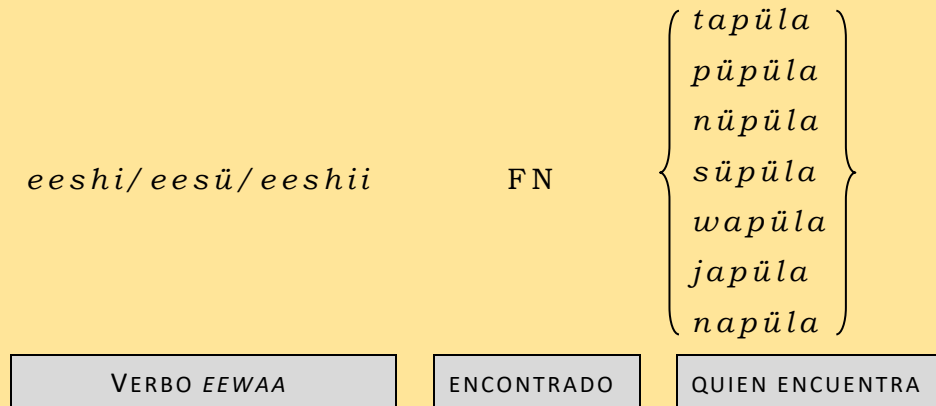 tapüla
püpüla
nüpüla
eeshi/eesü/eeshii FN süpüla
wapüla
japüla
napüla
VERBO EEWAA ENCONTRADO QUIEN ENCUENTRA